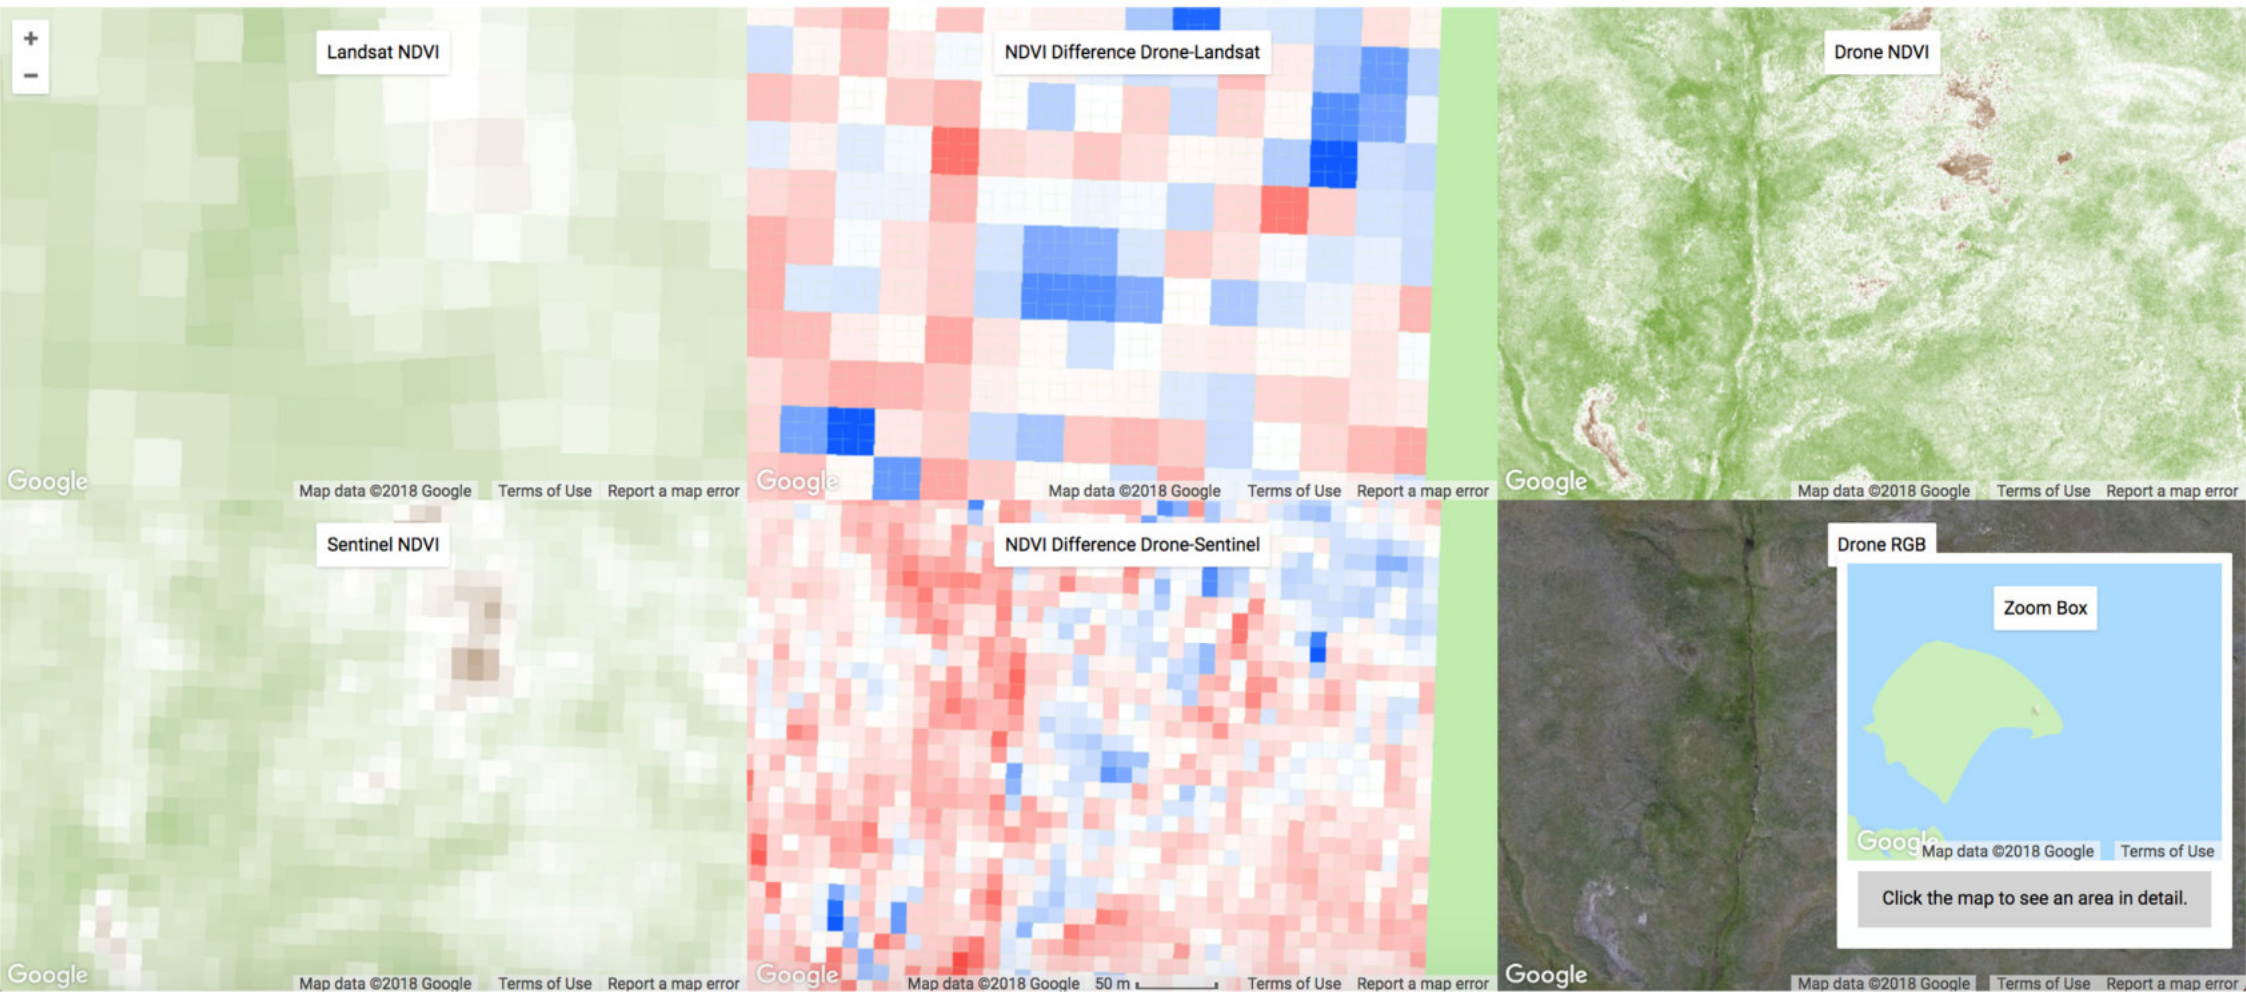 +
−
Landsat NDVI
Google
Map data ©2018 Google Terms of Use Report a map error
NDVI Difference Drone-Landsat
Google
Map data ©2018 Google Terms of Use Report a map error
Drone NDVI
Google
Map data ©2018 Google Terms of Use Report a map error
Sentinel NDVI
Google
Map data ©2018 Google Terms of Use Report a map error
NDVI Difference Drone-Sentinel
Google
Map data ©2018 Google 50 m Terms of Use Report a map error
Drone RGB
Zoom Box
Google
Map data ©2018 Google Terms of Use
Click the map to see an area in detail.
Google
Map data ©2018 Google Terms of Use Report a map error